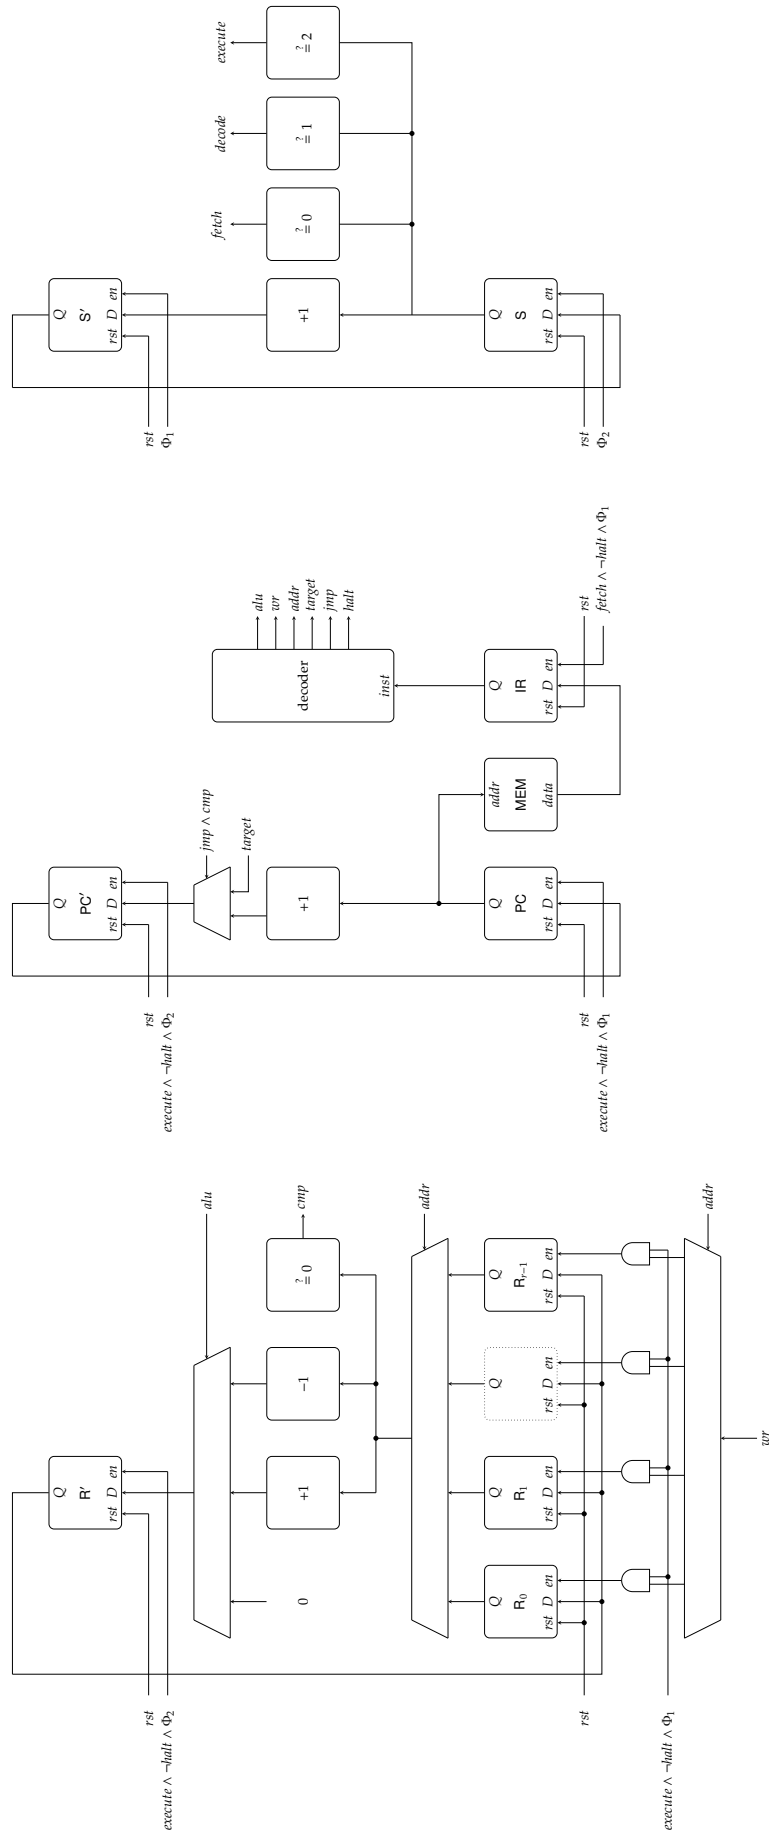 R′
Q
rst D en
rst
execute ∧ ¬halt ∧ Φ₂
alu
0
+1
−1
≟ 0
cmp
addr
Q
R₀
rst D en
Q
R₁
rst D en
Q
rst D en
Q
Rᵣ₋₁
rst D en
rst
execute ∧ ¬halt ∧ Φ₁
addr
wr
Q
PC′
rst D en
rst
execute ∧ ¬halt ∧ Φ₂
jmp ∧ cmp
target
+1
Q
PC
rst D en
rst
execute ∧ ¬halt ∧ Φ₁
addr
MEM
data
decoder
inst
alu
wr
addr
target
jmp
halt
Q
IR
rst D en
rst
fetch ∧ ¬halt ∧ Φ₁
Q
S′
rst D en
rst
Φ₁
+1
fetch
≟ 0
decode
≟ 1
execute
≟ 2
Q
S
rst D en
rst
Φ₂